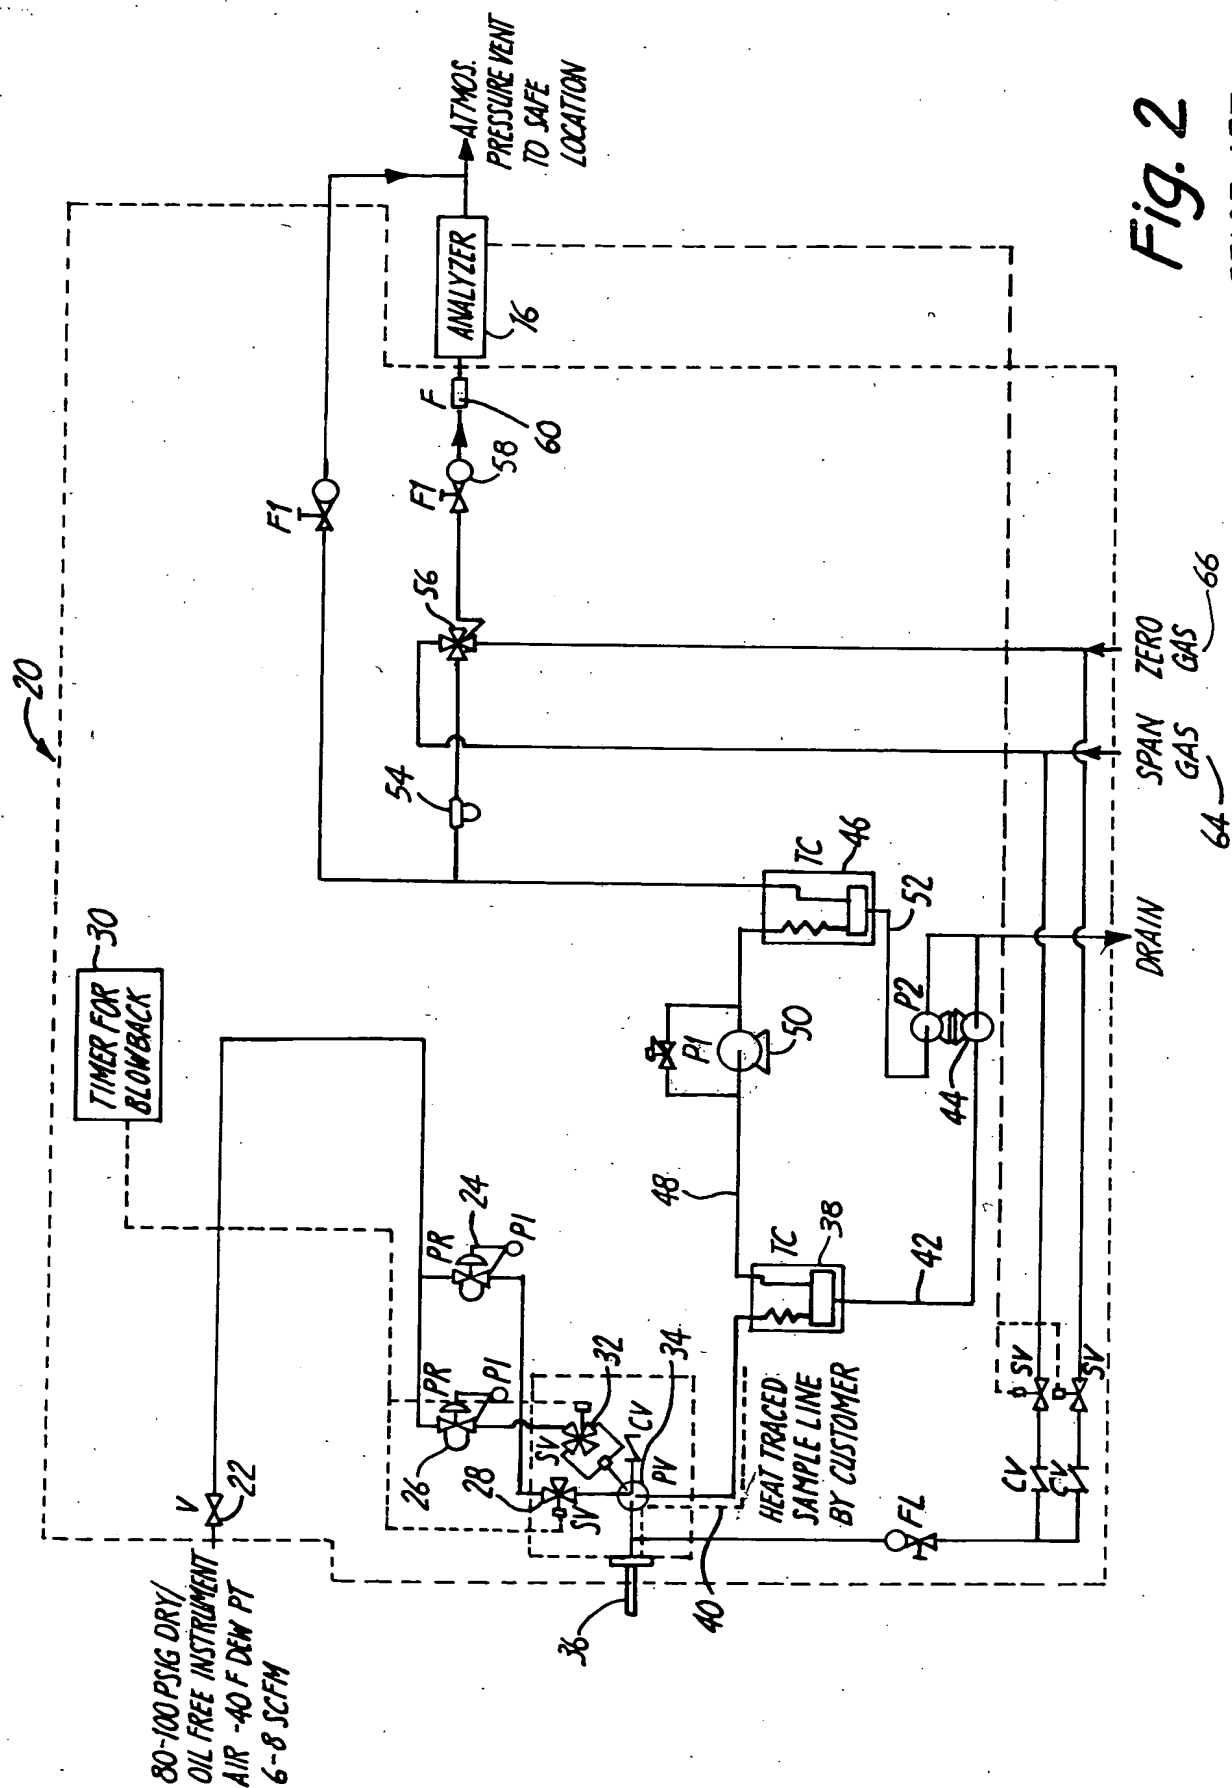 20
80-100 PSIG DRY/
OIL FREE INSTRUMENT
AIR -40 F DEW PT
6-8 SCFM
V
22
TIMER FOR
BLOWBACK
30
PR
24
PI
PR
PI
26
28
SV
SV
32
CV
34
PV
36
40
HEAT TRACED
SAMPLE LINE
BY CUSTOMER
FL
TC
38
42
48
P1
50
TC
46
52
P2
44
DRAIN
CV
CV
SV
SV
54
56
F1
F1
58
F
60
ANALYZER
16
ATMOS.
PRESSURE VENT
TO SAFE
LOCATION
SPAN
GAS
64
ZERO
GAS
66
Fig. 2